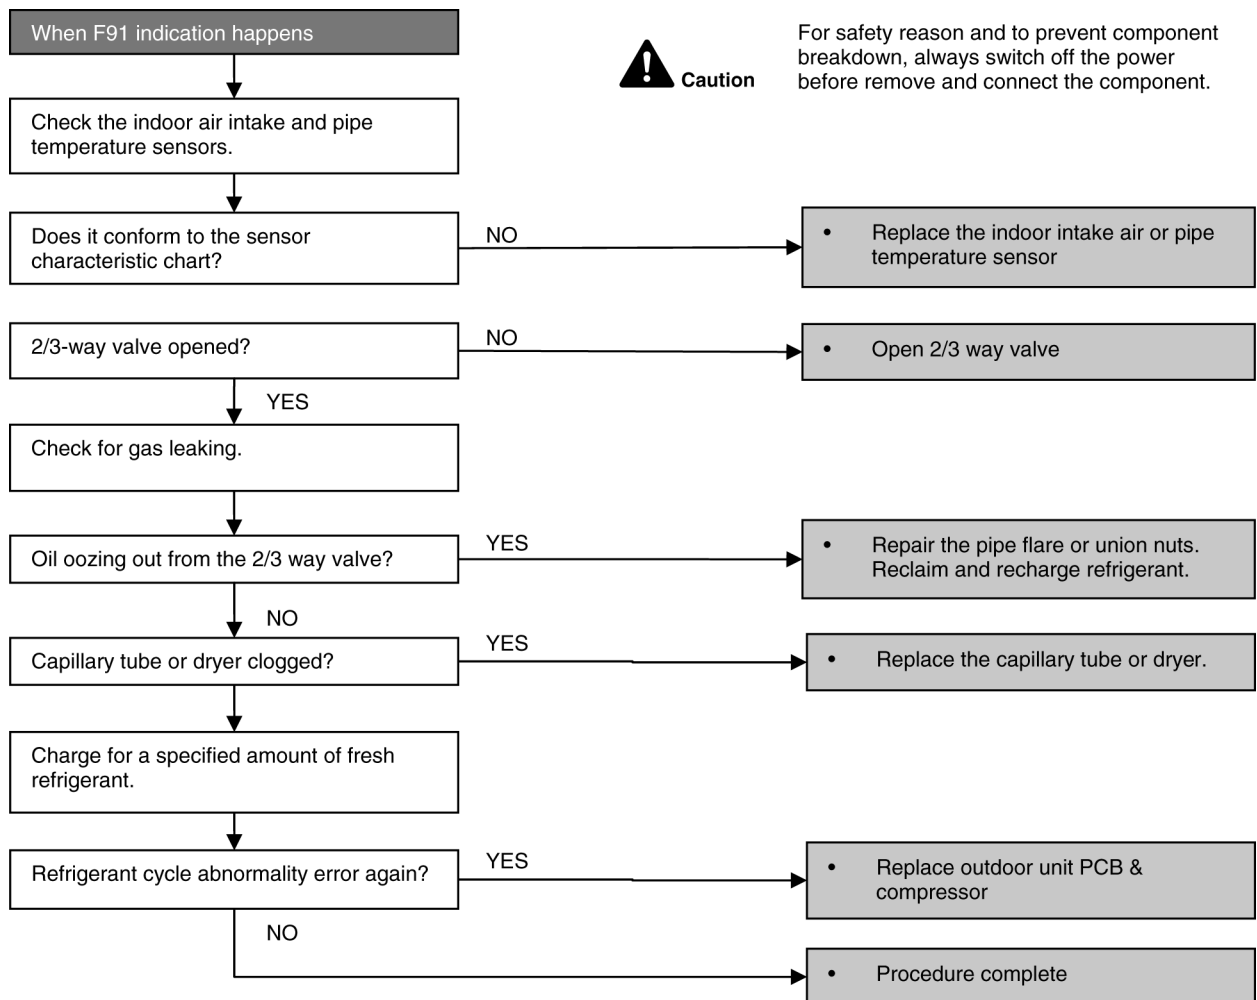 When F91 indication happens
Caution
For safety reason and to prevent component
breakdown, always switch off the power
before remove and connect the component.
Check the indoor air intake and pipe
temperature sensors.
Does it conform to the sensor
characteristic chart?
NO
• Replace the indoor intake air or pipe
temperature sensor
2/3-way valve opened?
NO
• Open 2/3 way valve
YES
Check for gas leaking.
Oil oozing out from the 2/3 way valve?
YES
• Repair the pipe flare or union nuts.
Reclaim and recharge refrigerant.
NO
Capillary tube or dryer clogged?
YES
• Replace the capillary tube or dryer.
Charge for a specified amount of fresh
refrigerant.
Refrigerant cycle abnormality error again?
YES
• Replace outdoor unit PCB &
compressor
NO
• Procedure complete